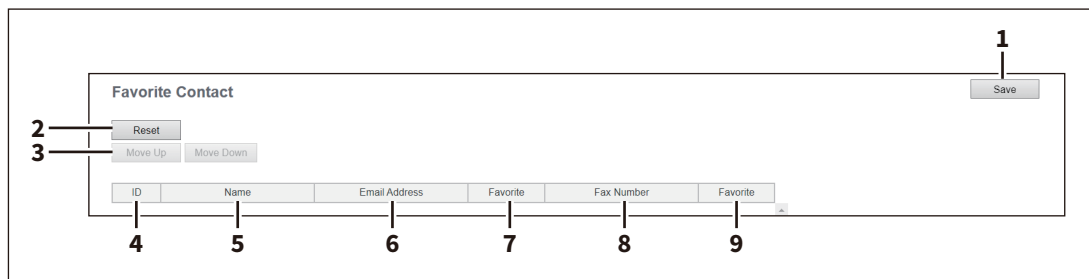 1
Favorite Contact
Save
2 Reset
3 Move Up Move Down
ID Name Email Address Favorite Fax Number Favorite
4 5 6 7 8 9